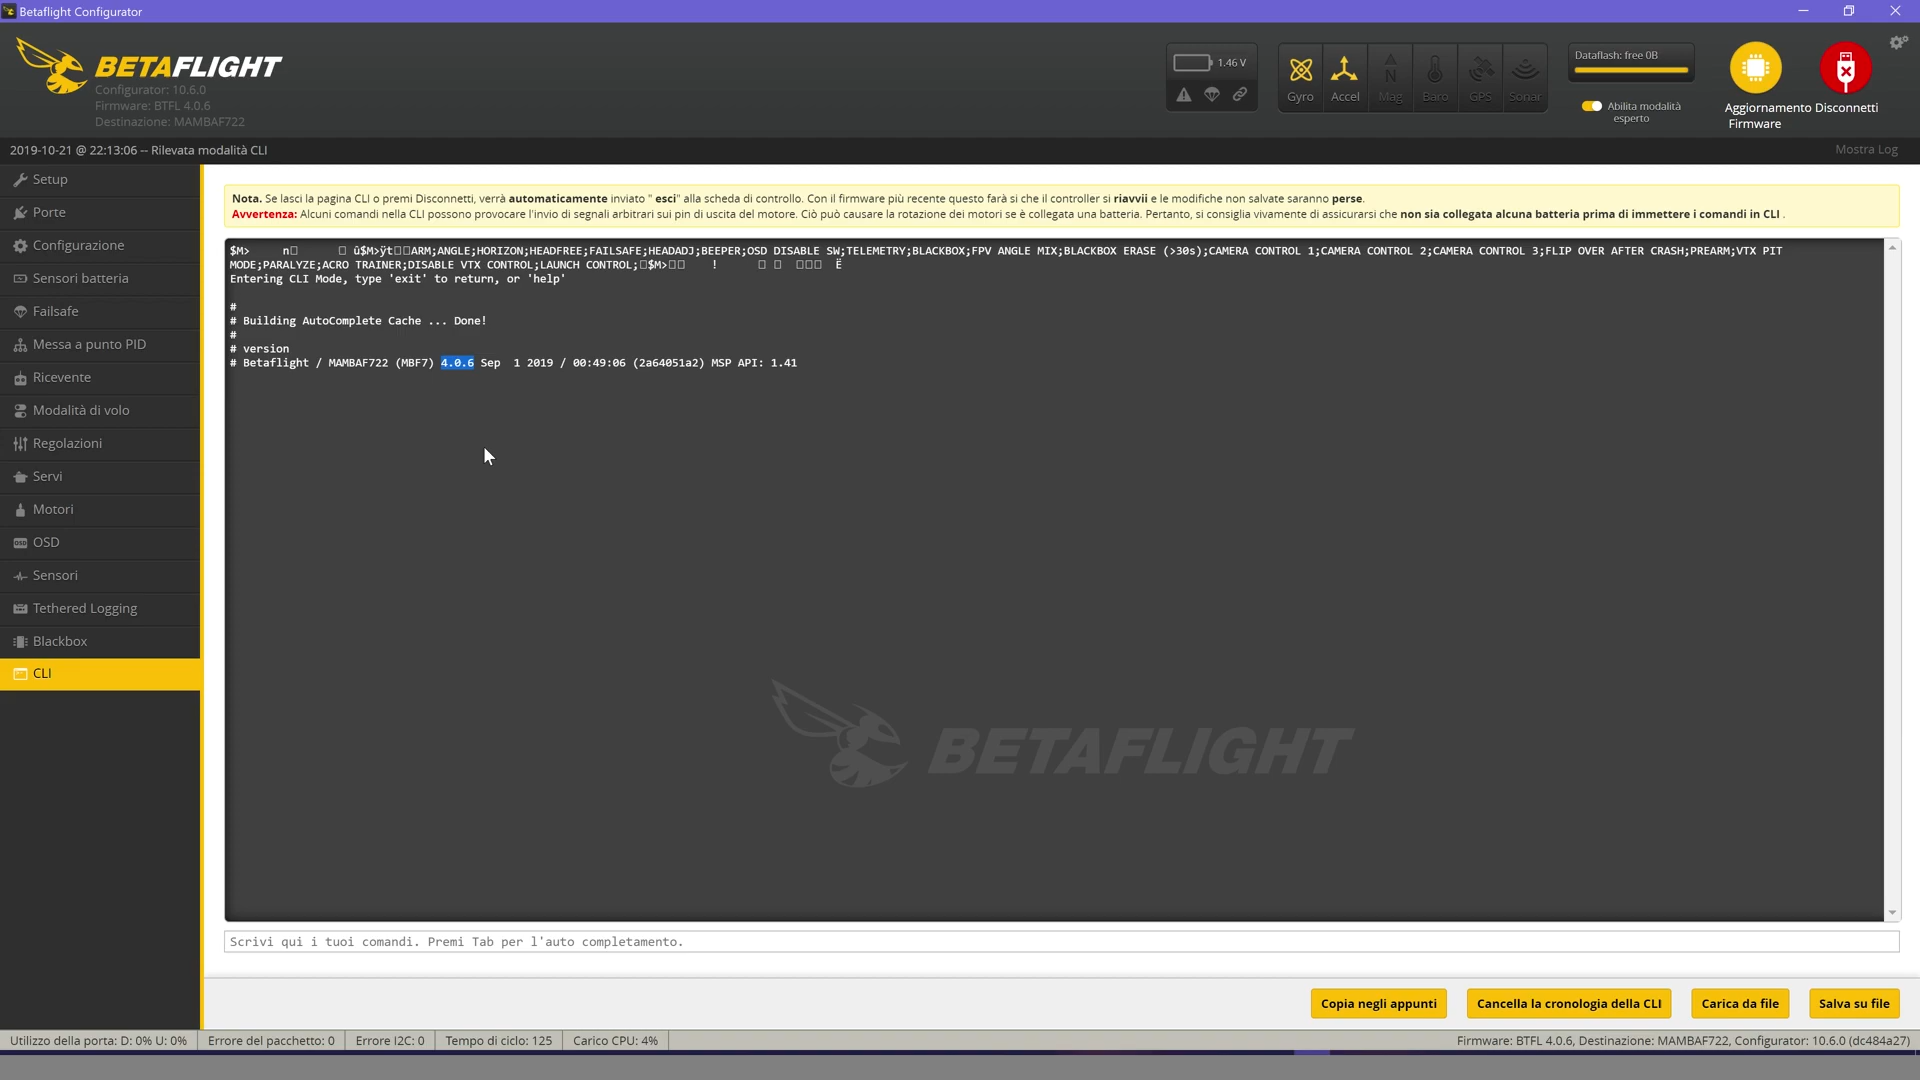 Betaflight Configurator
BETAFLIGHT
Configurator: 10.6.0
Firmware: BTFL 4.0.6
Destinazione: MAMBAF722
1.46 V
Gyro
Accel
Mag
Baro
GPS
Sonar
Dataflash: free 0B
Abilita modalità
esperto
Aggiornamento
Firmware
Disconnetti
2019-10-21 @ 22:13:06 -- Rilevata modalità CLI
Mostra Log
Setup
Porte
Configurazione
Sensori batteria
Failsafe
Messa a punto PID
Ricevente
Modalità di volo
Regolazioni
Servi
Motori
OSD
Sensori
Tethered Logging
Blackbox
CLI
Nota. Se lasci la pagina CLI o premi Disconnetti, verrà automaticamente inviato " esci" alla scheda di controllo. Con il firmware più recente questo farà si che il controller si riavvii e le modifiche non salvate saranno perse.
Avvertenza: Alcuni comandi nella CLI possono provocare l'invio di segnali arbitrari sui pin di uscita del motore. Ciò può causare la rotazione dei motori se è collegata una batteria. Pertanto, si consiglia vivamente di assicurarsi che non sia collegata alcuna batteria prima di immettere i comandi in CLI .
$M> n□ □ û$M>ÿt□□ARM;ANGLE;HORIZON;HEADFREE;FAILSAFE;HEADADJ;BEEPER;OSD DISABLE SW;TELEMETRY;BLACKBOX;FPV ANGLE MIX;BLACKBOX ERASE (>30s);CAMERA CONTROL 1;CAMERA CONTROL 2;CAMERA CONTROL 3;FLIP OVER AFTER CRASH;PREARM;VTX PIT
MODE;PARALYZE;ACRO TRAINER;DISABLE VTX CONTROL;LAUNCH CONTROL;□$M>□□ ! □ □ □□□ Ë
Entering CLI Mode, type 'exit' to return, or 'help'
#
# Building AutoComplete Cache ... Done!
#
# version
# Betaflight / MAMBAF722 (MBF7) 4.0.6 Sep  1 2019 / 00:49:06 (2a64051a2) MSP API: 1.41
BETAFLIGHT
Scrivi qui i tuoi comandi. Premi Tab per l'auto completamento.
Copia negli appunti
Cancella la cronologia della CLI
Carica da file
Salva su file
Utilizzo della porta: D: 0% U: 0%
Errore del pacchetto: 0
Errore I2C: 0
Tempo di ciclo: 125
Carico CPU: 4%
Firmware: BTFL 4.0.6, Destinazione: MAMBAF722, Configurator: 10.6.0 (dc484a27)